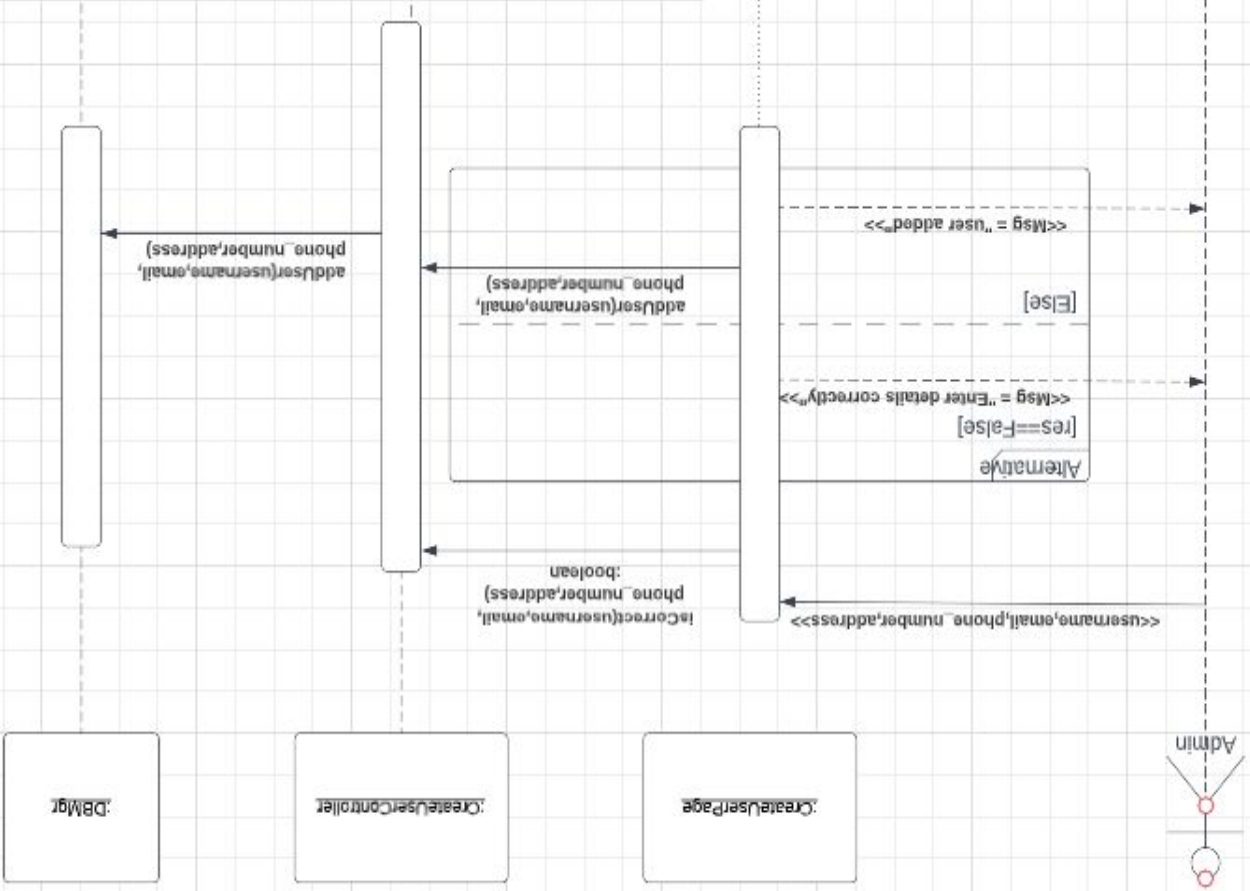 Admin
:CreateUserPage
:CreateUserController
:DBMgr
<<username,email,phone_number,address>>
isCorrect(username,email,
phone_number,address)
:boolean
Alternative
[res==False]
<<Msg = "Enter details correctly">>
[Else]
addUser(username,email,
phone_number,address)
addUser(username,email,
phone_number,address)
<<Msg = "user added">>